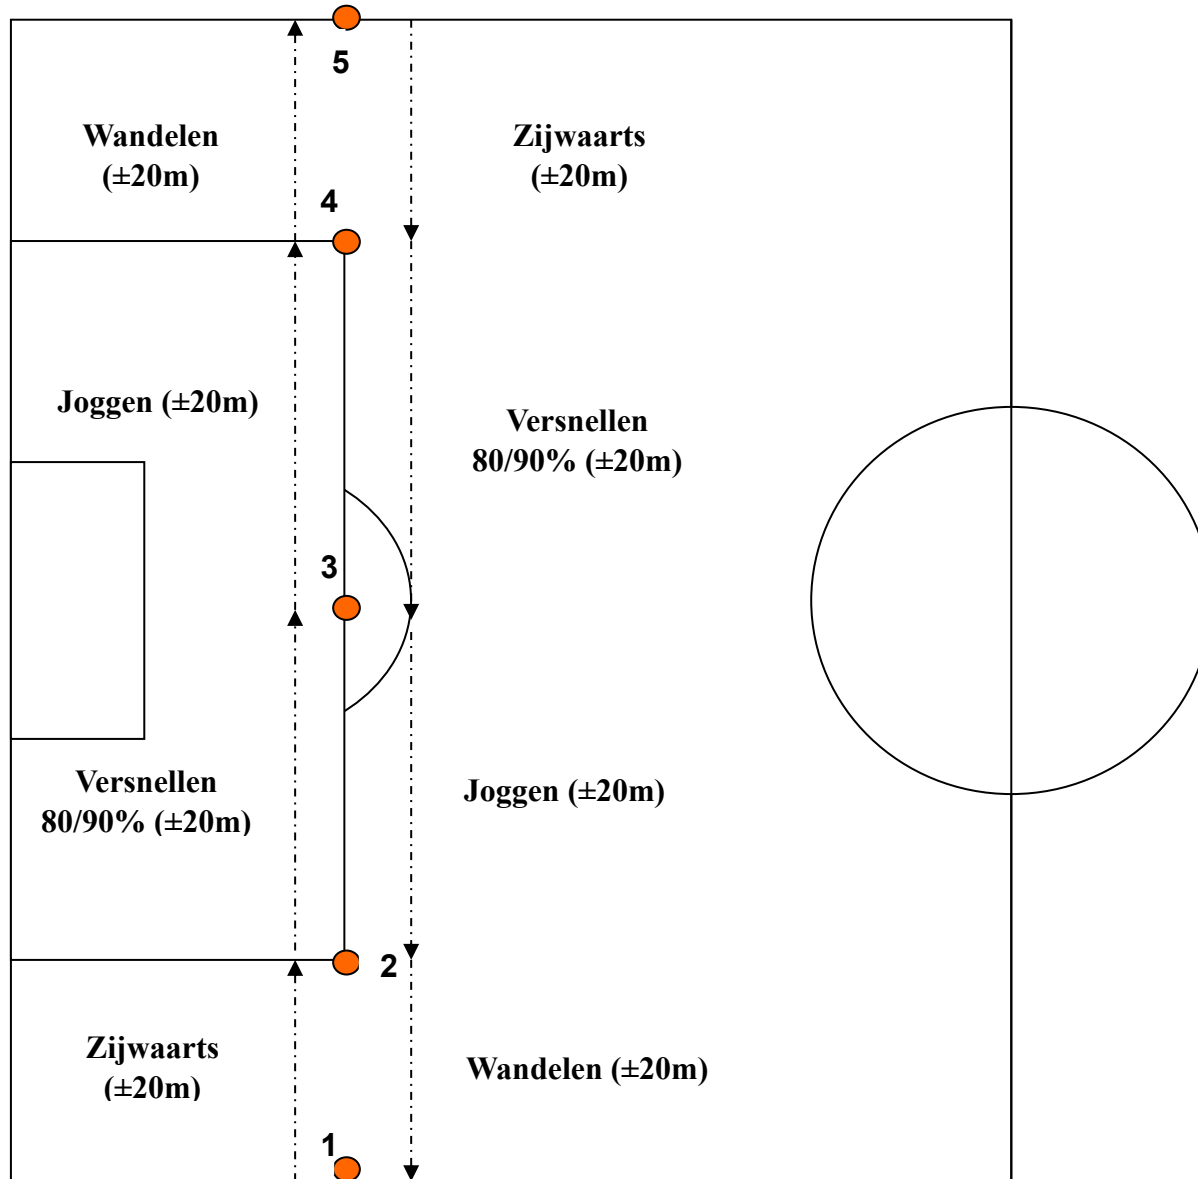 5
Wandelen
(±20m)
Zijwaarts
(±20m)
4
Joggen (±20m)
Versnellen
80/90% (±20m)
3
Versnellen
80/90% (±20m)
Joggen (±20m)
2
Zijwaarts
(±20m)
Wandelen (±20m)
1